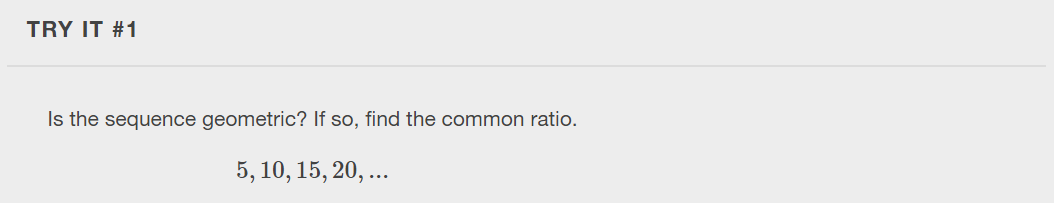 TRY IT #1
Is the sequence geometric? If so, find the common ratio.
5, 10, 15, 20, ...